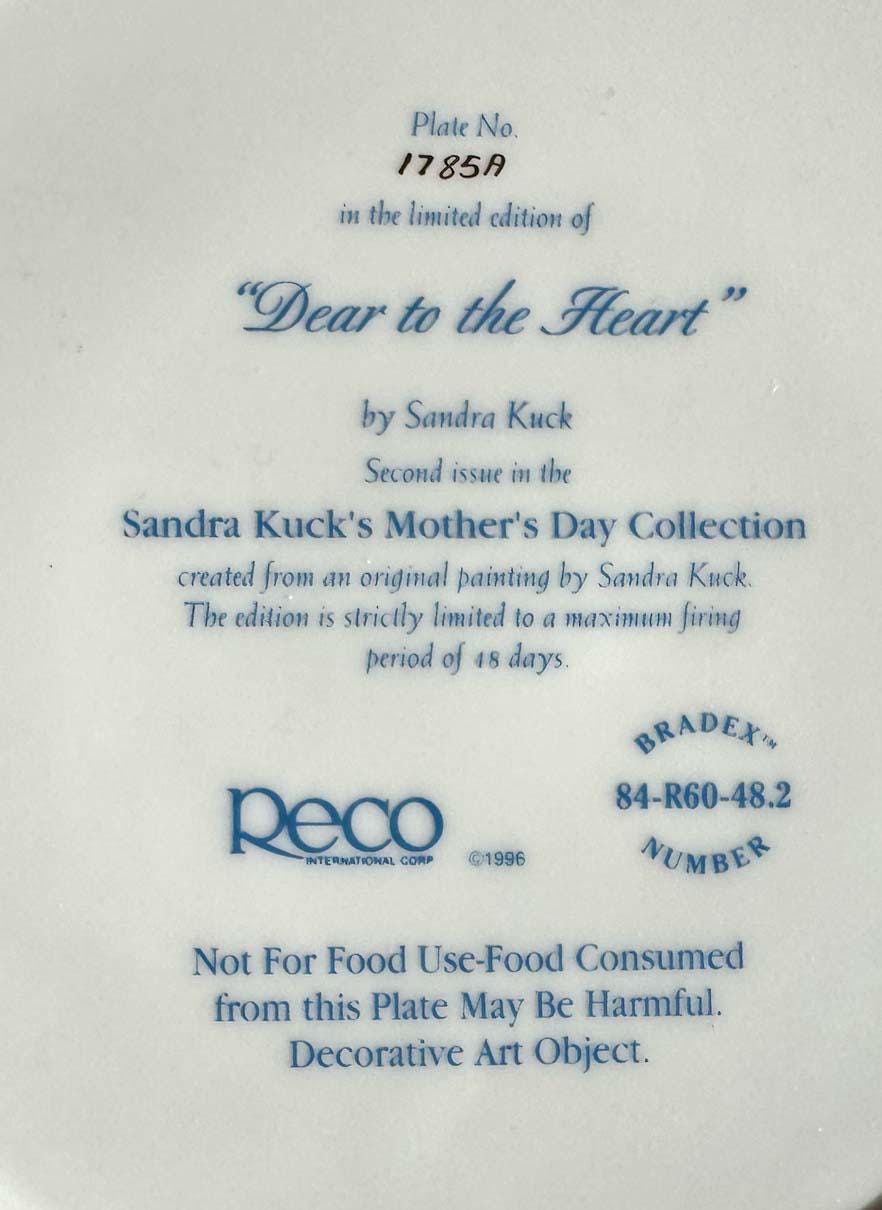 Plate No.
1785A
in the limited edition of
“Dear to the Heart”
by Sandra Kuck
Second issue in the
Sandra Kuck's Mother's Day Collection
created from an original painting by Sandra Kuck.
The edition is strictly limited to a maximum firing
period of 48 days.
BRADEX™
84-R60-48.2
NUMBER
Reco
INTERNATIONAL CORP
©1996
Not For Food Use-Food Consumed
from this Plate May Be Harmful.
Decorative Art Object.